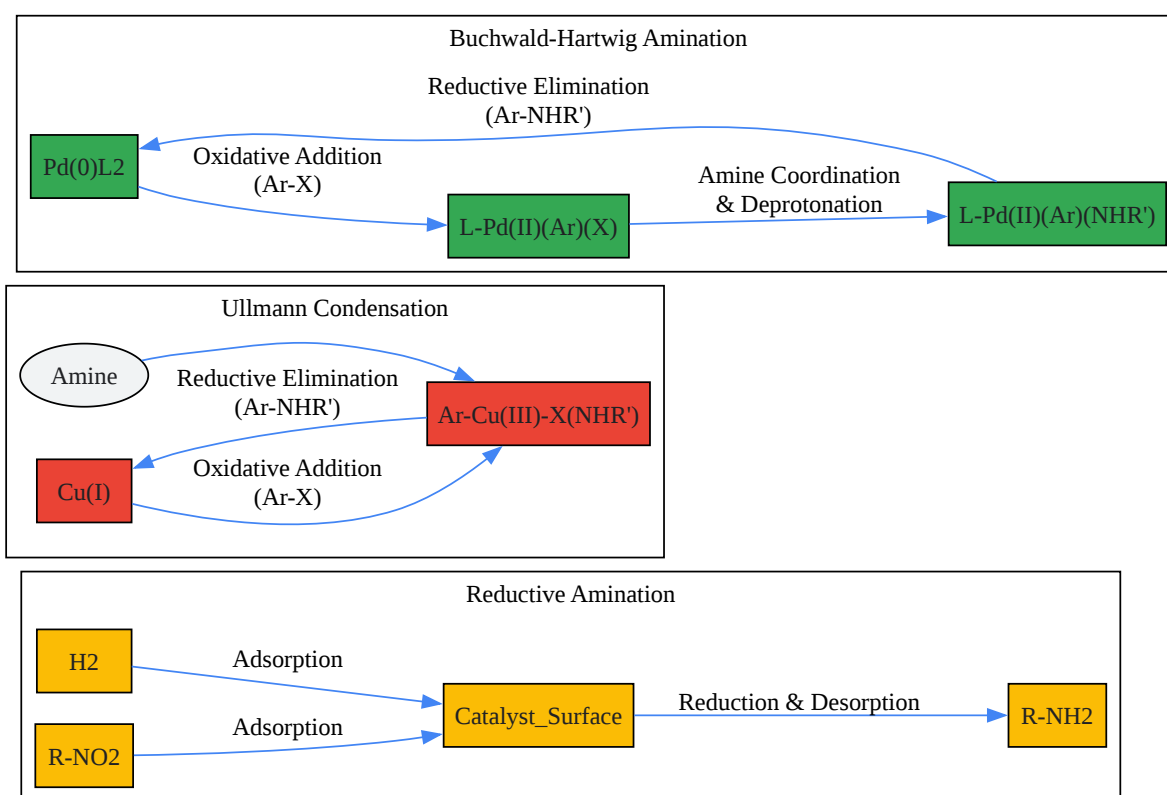 Buchwald-Hartwig Amination
Reductive Elimination
(Ar-NHR')
Pd(0)L2
Oxidative Addition
(Ar-X)
L-Pd(II)(Ar)(X)
Amine Coordination
& Deprotonation
L-Pd(II)(Ar)(NHR')
Ullmann Condensation
Amine
Reductive Elimination
(Ar-NHR')
Ar-Cu(III)-X(NHR')
Cu(I)
Oxidative Addition
(Ar-X)
Reductive Amination
H2
Adsorption
R-NO2
Adsorption
Catalyst_Surface
Reduction & Desorption
R-NH2